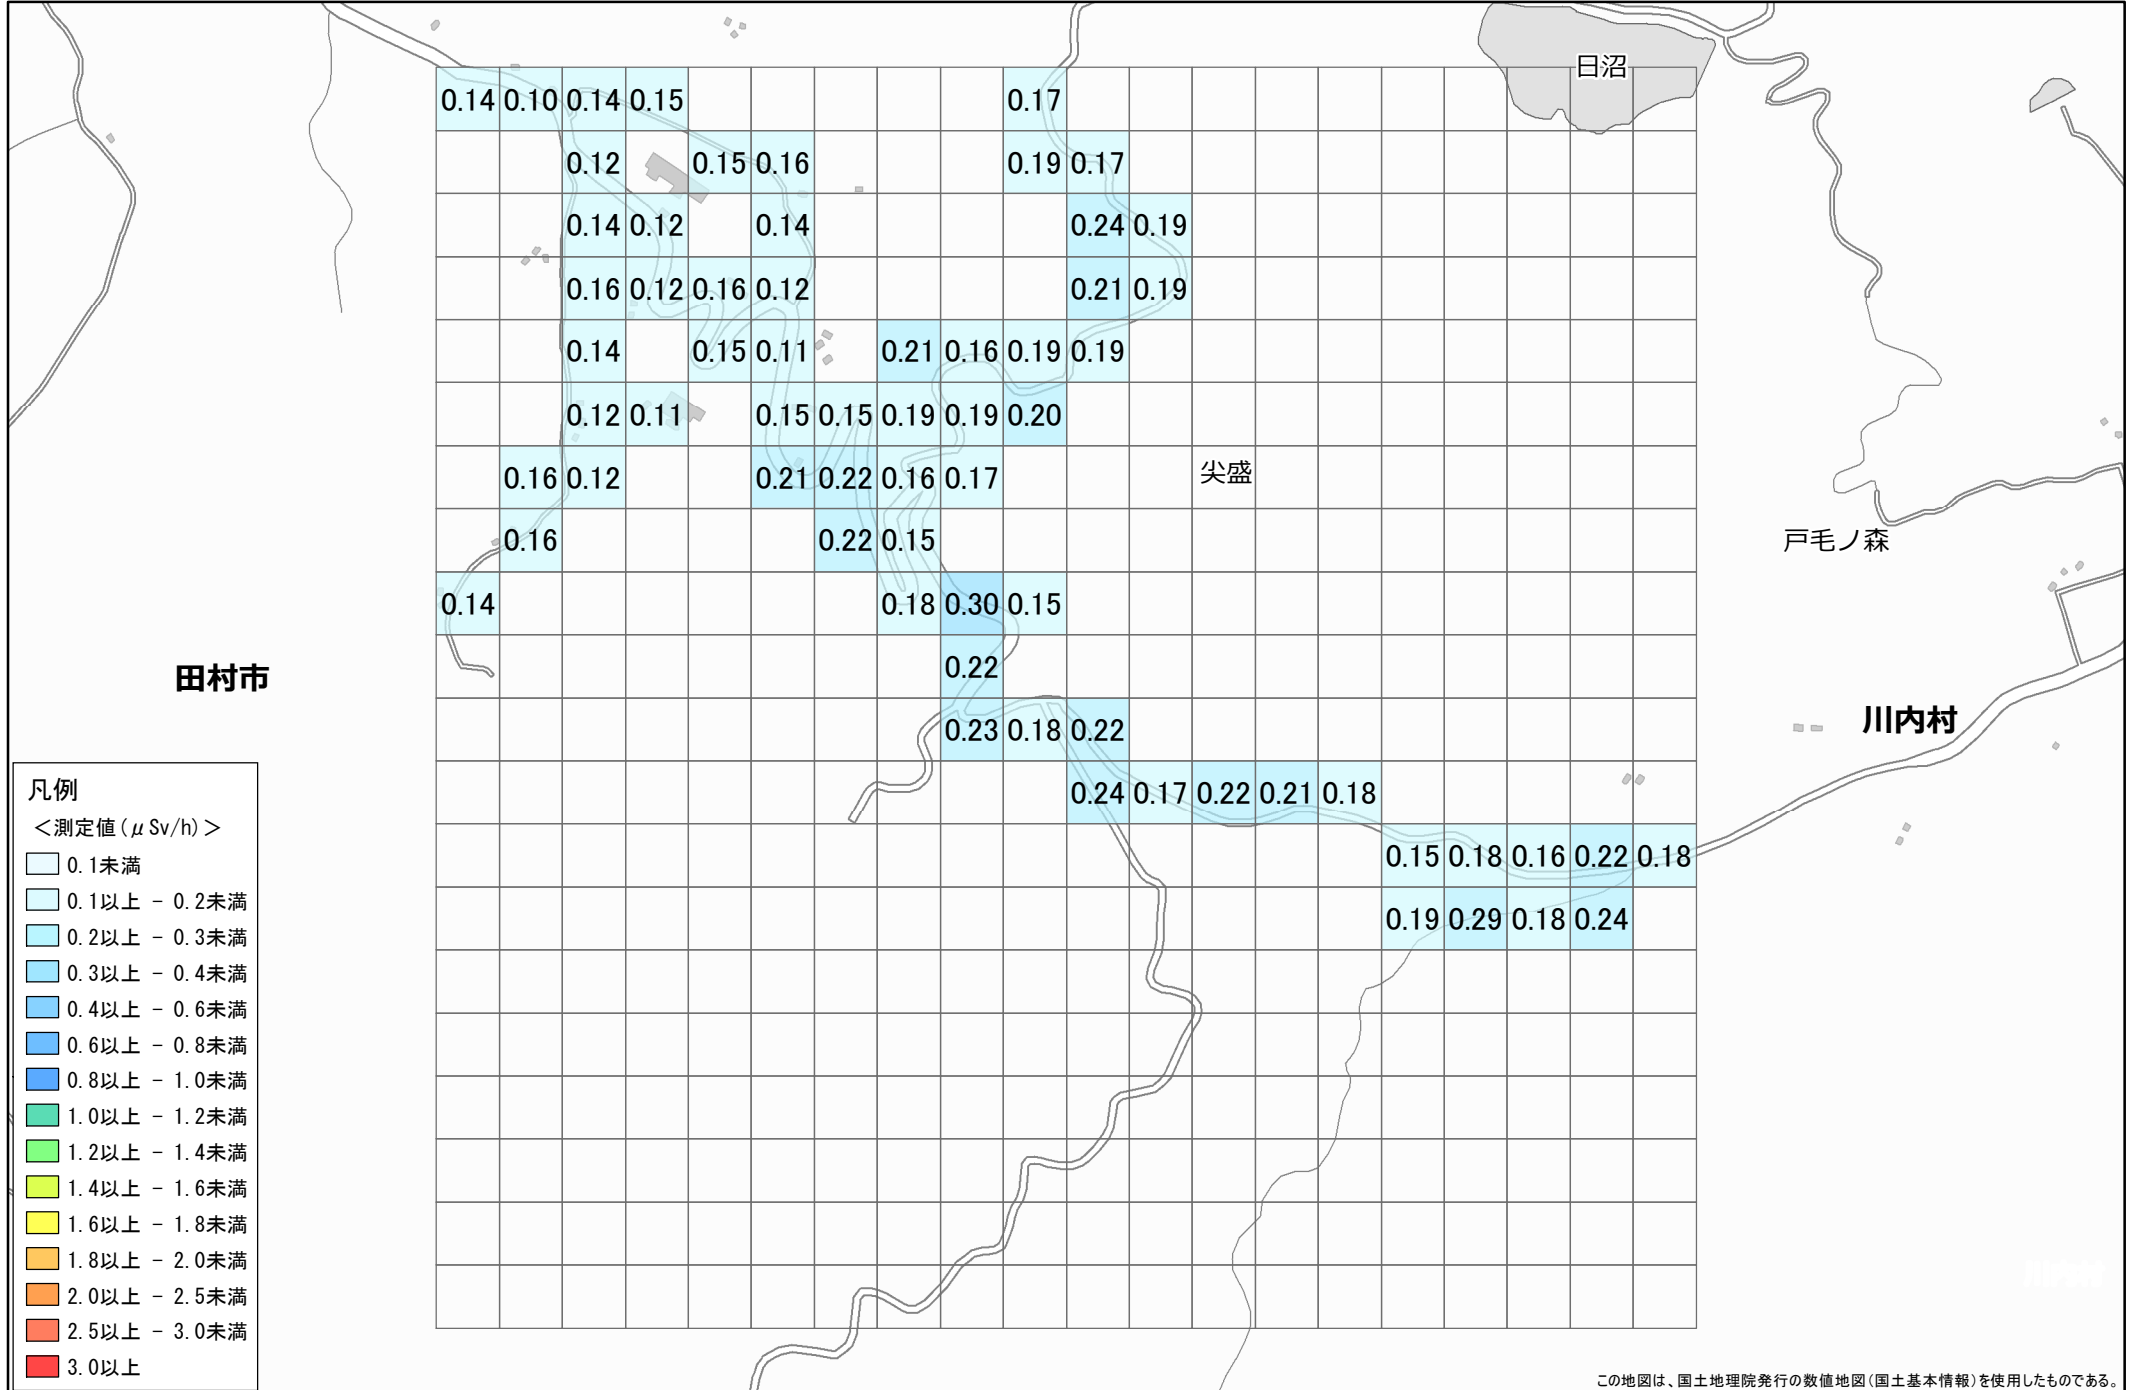 日沼
0.14 0.10 0.14 0.15 0.17
0.12 0.15 0.16 0.19 0.17
0.14 0.12 0.14 0.24 0.19
0.16 0.12 0.16 0.12 0.21 0.19
0.14 0.15 0.11 0.21 0.16 0.19 0.19
0.12 0.11 0.15 0.15 0.19 0.19 0.20
0.16 0.12 0.21 0.22 0.16 0.17
尖盛
0.16 0.22 0.15
戸毛ノ森
0.14 0.18 0.30 0.15
0.22
田村市
0.23 0.18 0.22
川内村
0.24 0.17 0.22 0.21 0.18
0.15 0.18 0.16 0.22 0.18
0.19 0.29 0.18 0.24
凡例
＜測定値(μSv/h)＞
0.1未満
0.1以上 － 0.2未満
0.2以上 － 0.3未満
0.3以上 － 0.4未満
0.4以上 － 0.6未満
0.6以上 － 0.8未満
0.8以上 － 1.0未満
1.0以上 － 1.2未満
1.2以上 － 1.4未満
1.4以上 － 1.6未満
1.6以上 － 1.8未満
1.8以上 － 2.0未満
2.0以上 － 2.5未満
2.5以上 － 3.0未満
3.0以上
この地図は、国土地理院発行の数値地図(国土基本情報)を使用したものである。